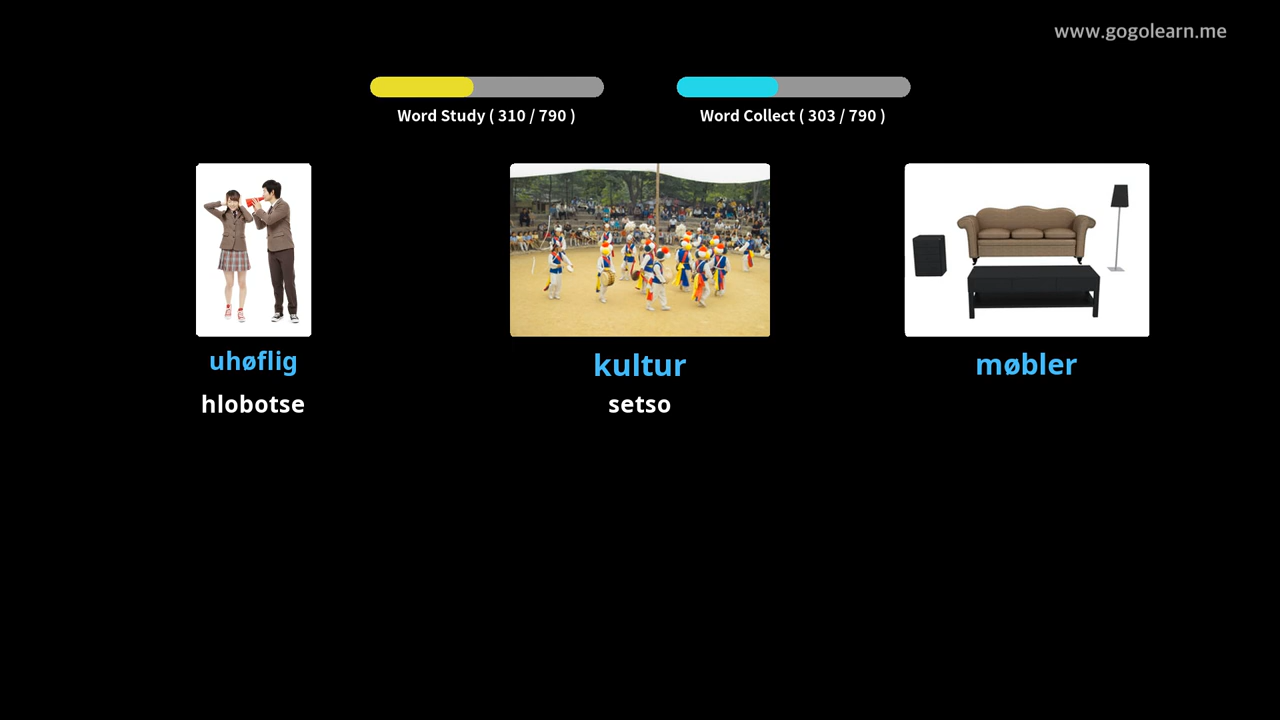 www.gogolearn.me
Word Study ( 310 / 790 )
Word Collect ( 303 / 790 )
uhøflig
kultur
møbler
hlobotse
setso